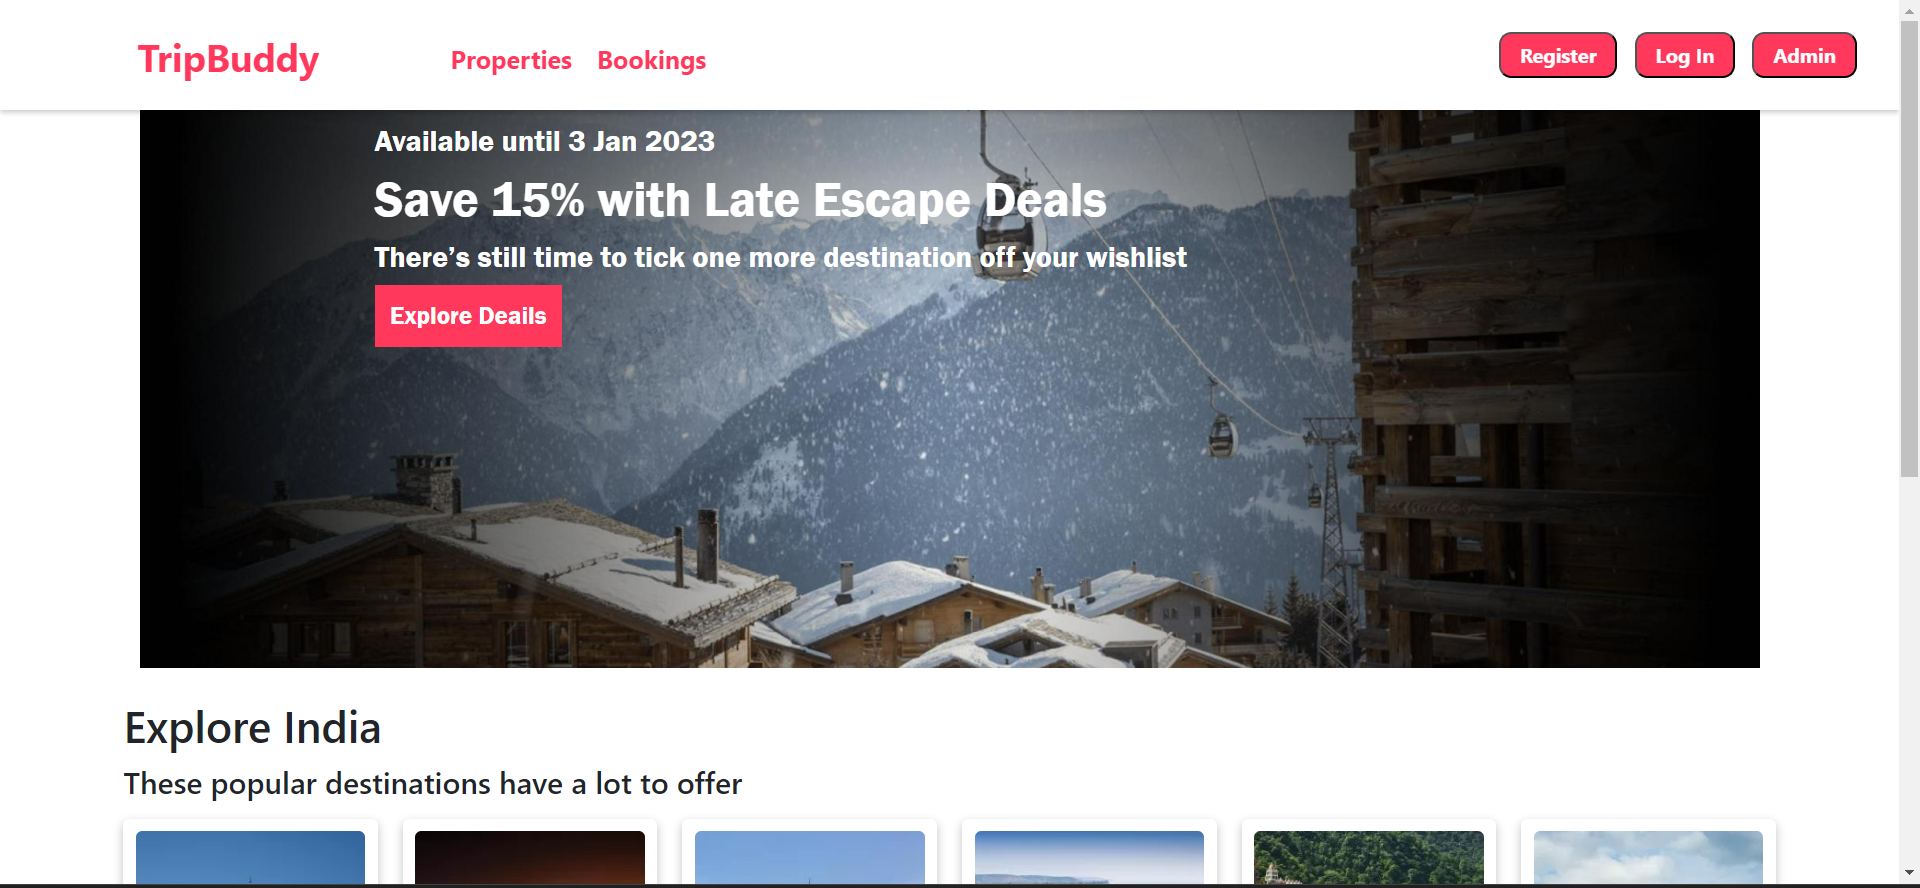 TripBuddy
Properties
Bookings
Register
Log In
Admin
Available until 3 Jan 2023
Save 15% with Late Escape Deals
There’s still time to tick one more destination off your wishlist
Explore Deails
Explore India
These popular destinations have a lot to offer